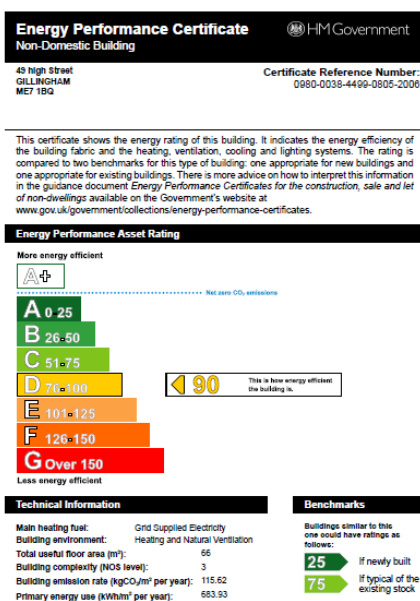 Energy Performance Certificate
HM Government
Non-Domestic Building
49 high Street
GILLINGHAM
ME7 1BQ
Certificate Reference Number:
0980-0038-4499-0805-2006
This certificate shows the energy rating of this building. It indicates the energy efficiency of
the building fabric and the heating, ventilation, cooling and lighting systems. The rating is
compared to two benchmarks for this type of building: one appropriate for new buildings and
one appropriate for existing buildings. There is more advice on how to interpret this information
in the guidance document Energy Performance Certificates for the construction, sale and let
of non-dwellings available on the Government's website at
www.gov.uk/government/collections/energy-performance-certificates.
Energy Performance Asset Rating
More energy efficient
A+
Net zero CO₂ emissions
A 0-25
B 26-50
C 51-75
D 76-100
90
This is how energy efficient
the building is.
E 101-125
F 126-150
G Over 150
Less energy efficient
Technical Information
Main heating fuel: Grid Supplied Electricity
Building environment: Heating and Natural Ventilation
Total useful floor area (m²): 66
Building complexity (NOS level): 3
Building emission rate (kgCO₂/m² per year): 115.62
Primary energy use (kWh/m² per year): 683.93
Benchmarks
Buildings similar to this
one could have ratings as
follows:
25 If newly built
75 If typical of the
existing stock